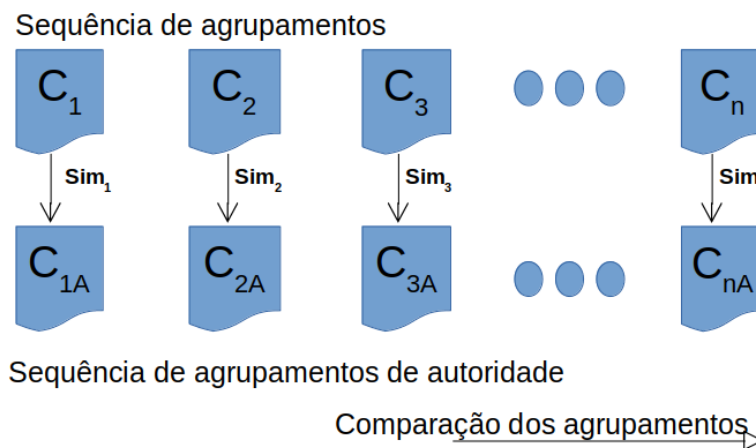 Sequência de agrupamentos
C1 C2 C3 Cn
Sim1 Sim2 Sim3 Sim
C1A C2A C3A CnA
Sequência de agrupamentos de autoridade
Comparação dos agrupamentos